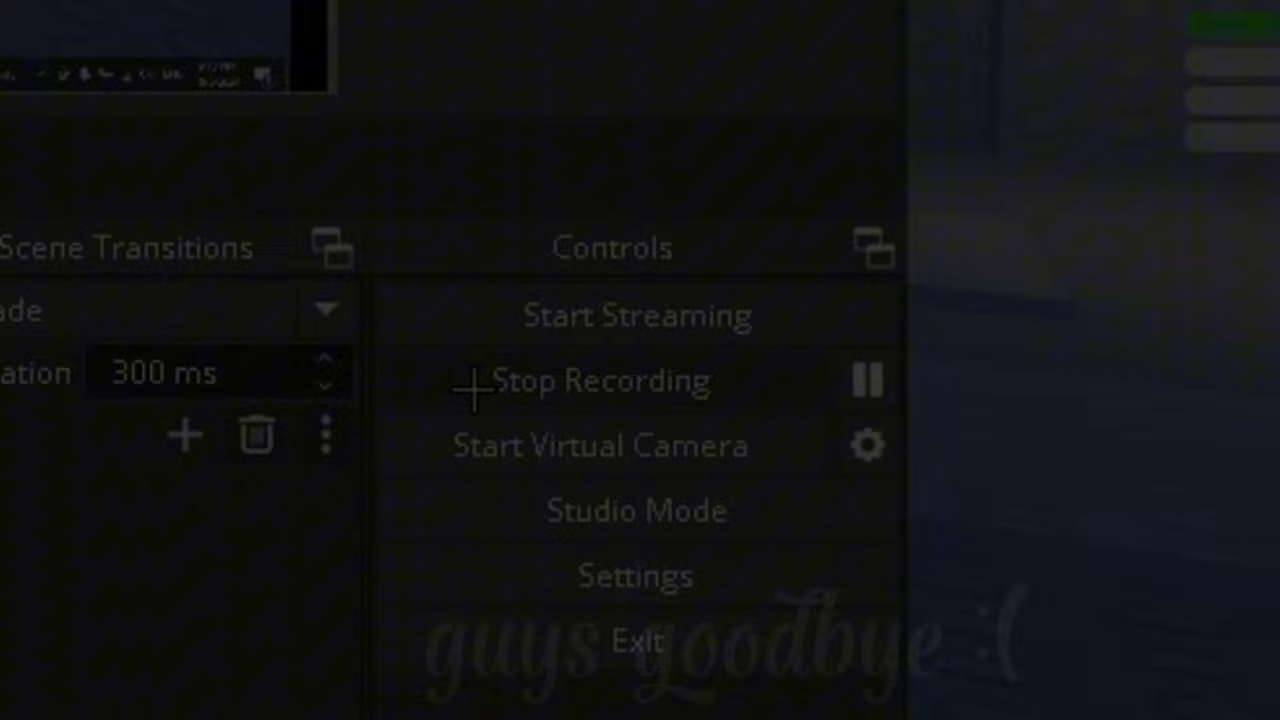 Scene Transitions
Controls
ade
Start Streaming
ation 300 ms
Stop Recording
Start Virtual Camera
Studio Mode
Settings
Exit
guys goodbye :(